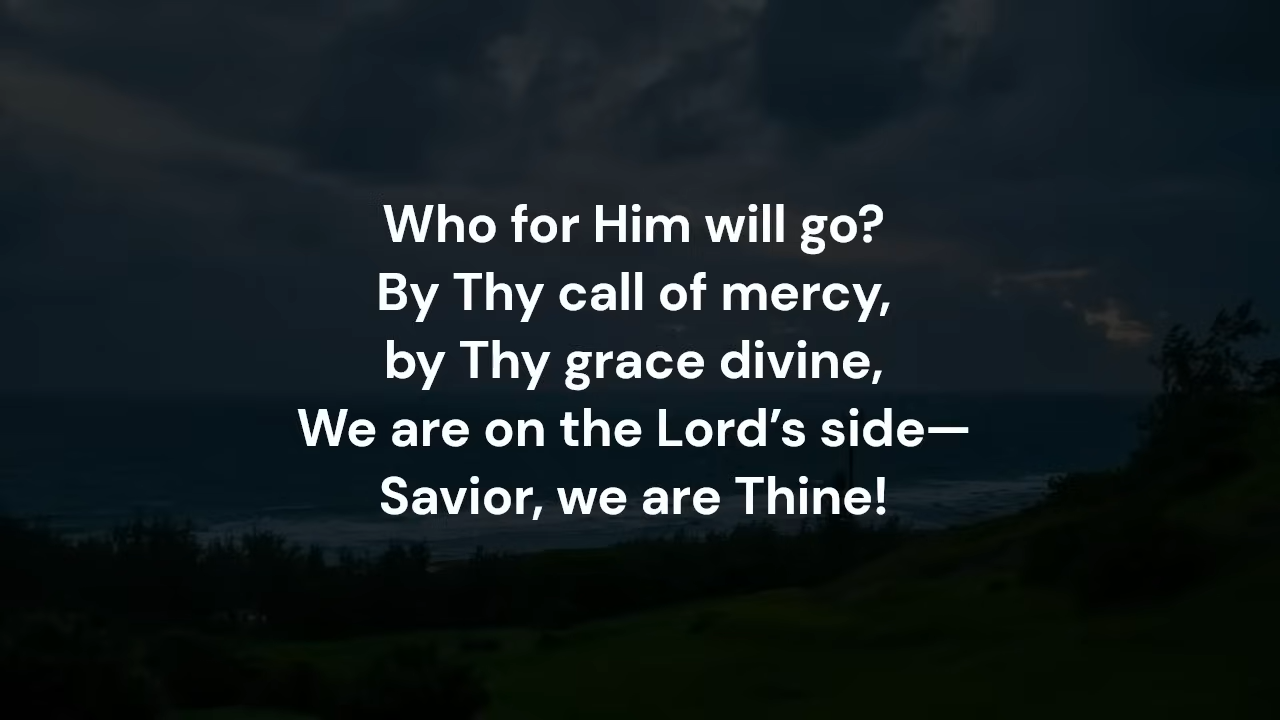 Who for Him will go?
By Thy call of mercy,
by Thy grace divine,
We are on the Lord’s side—
Savior, we are Thine!